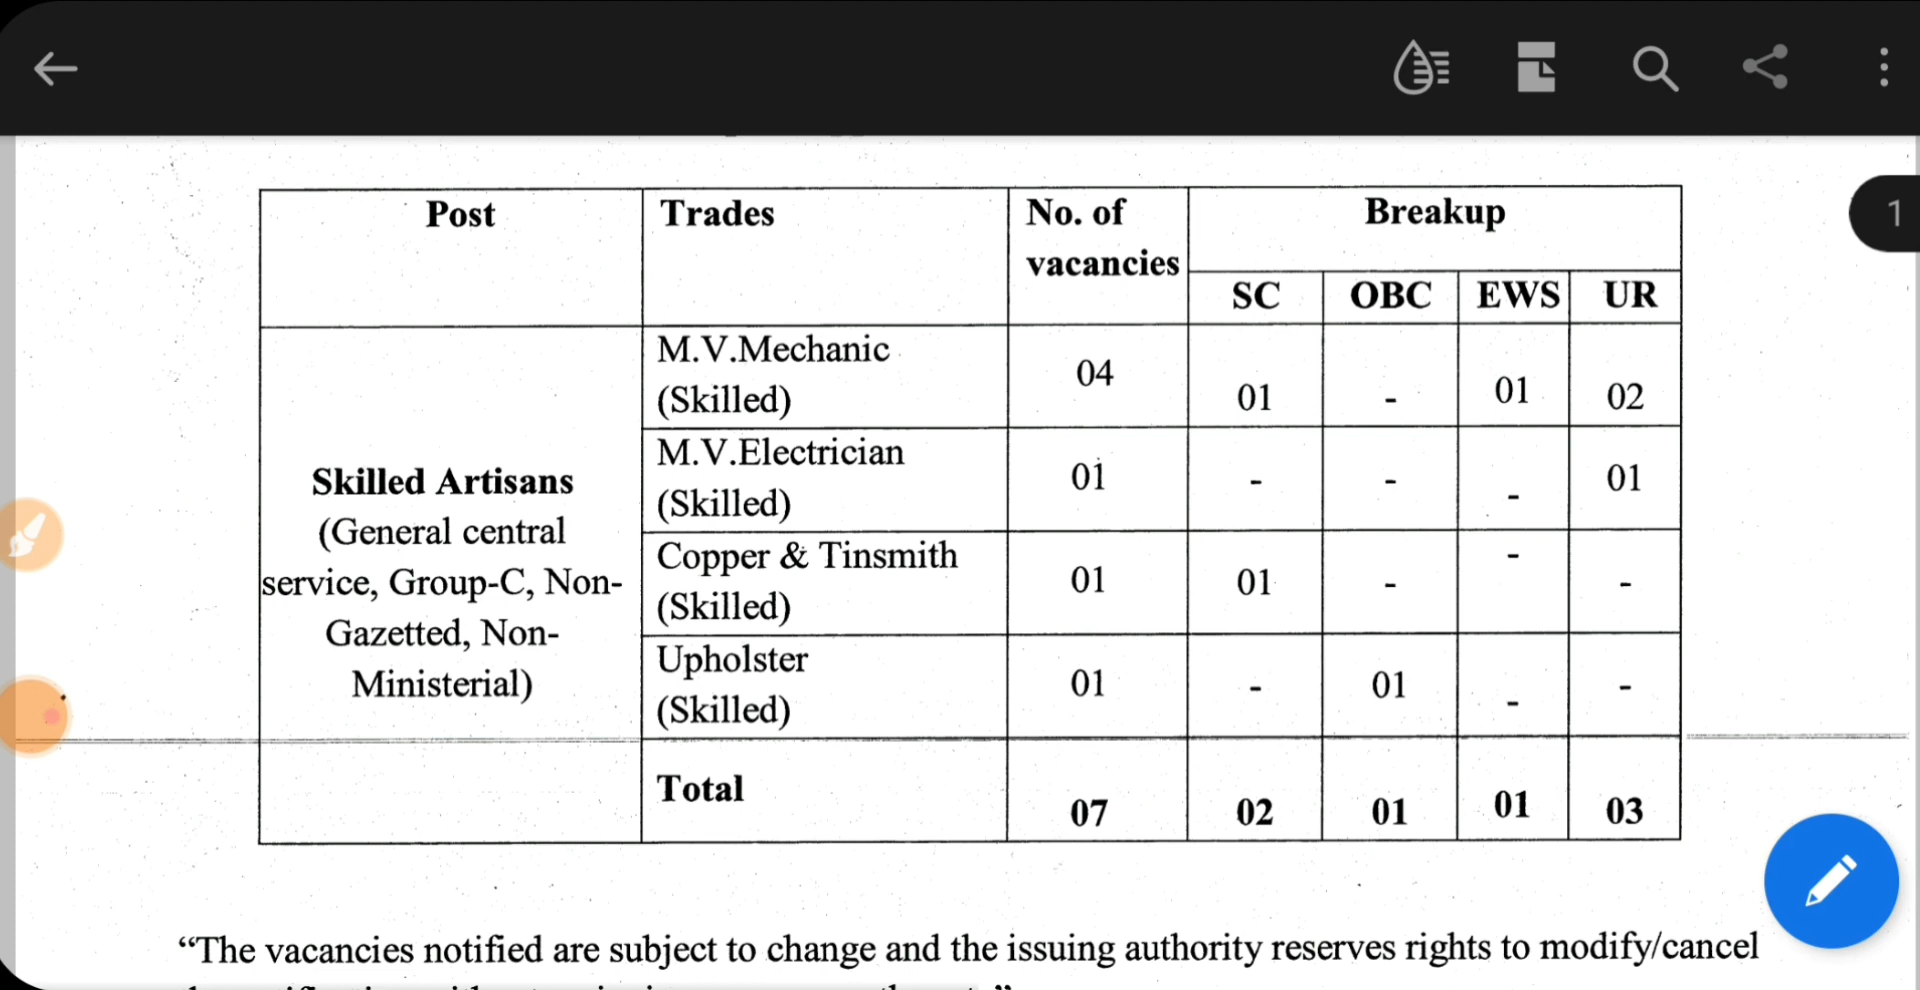 1
Post Trades No. of vacancies Breakup
SC OBC EWS UR
Skilled Artisans
(General central
service, Group-C, Non-
Gazetted, Non-
Ministerial)
M.V.Mechanic
(Skilled)
04 01 - 01 02
M.V.Electrician
(Skilled)
01 - - - 01
Copper & Tinsmith
(Skilled)
01 01 - - -
Upholster
(Skilled)
01 - 01 - -
Total 07 02 01 01 03
“The vacancies notified are subject to change and the issuing authority reserves rights to modify/cancel